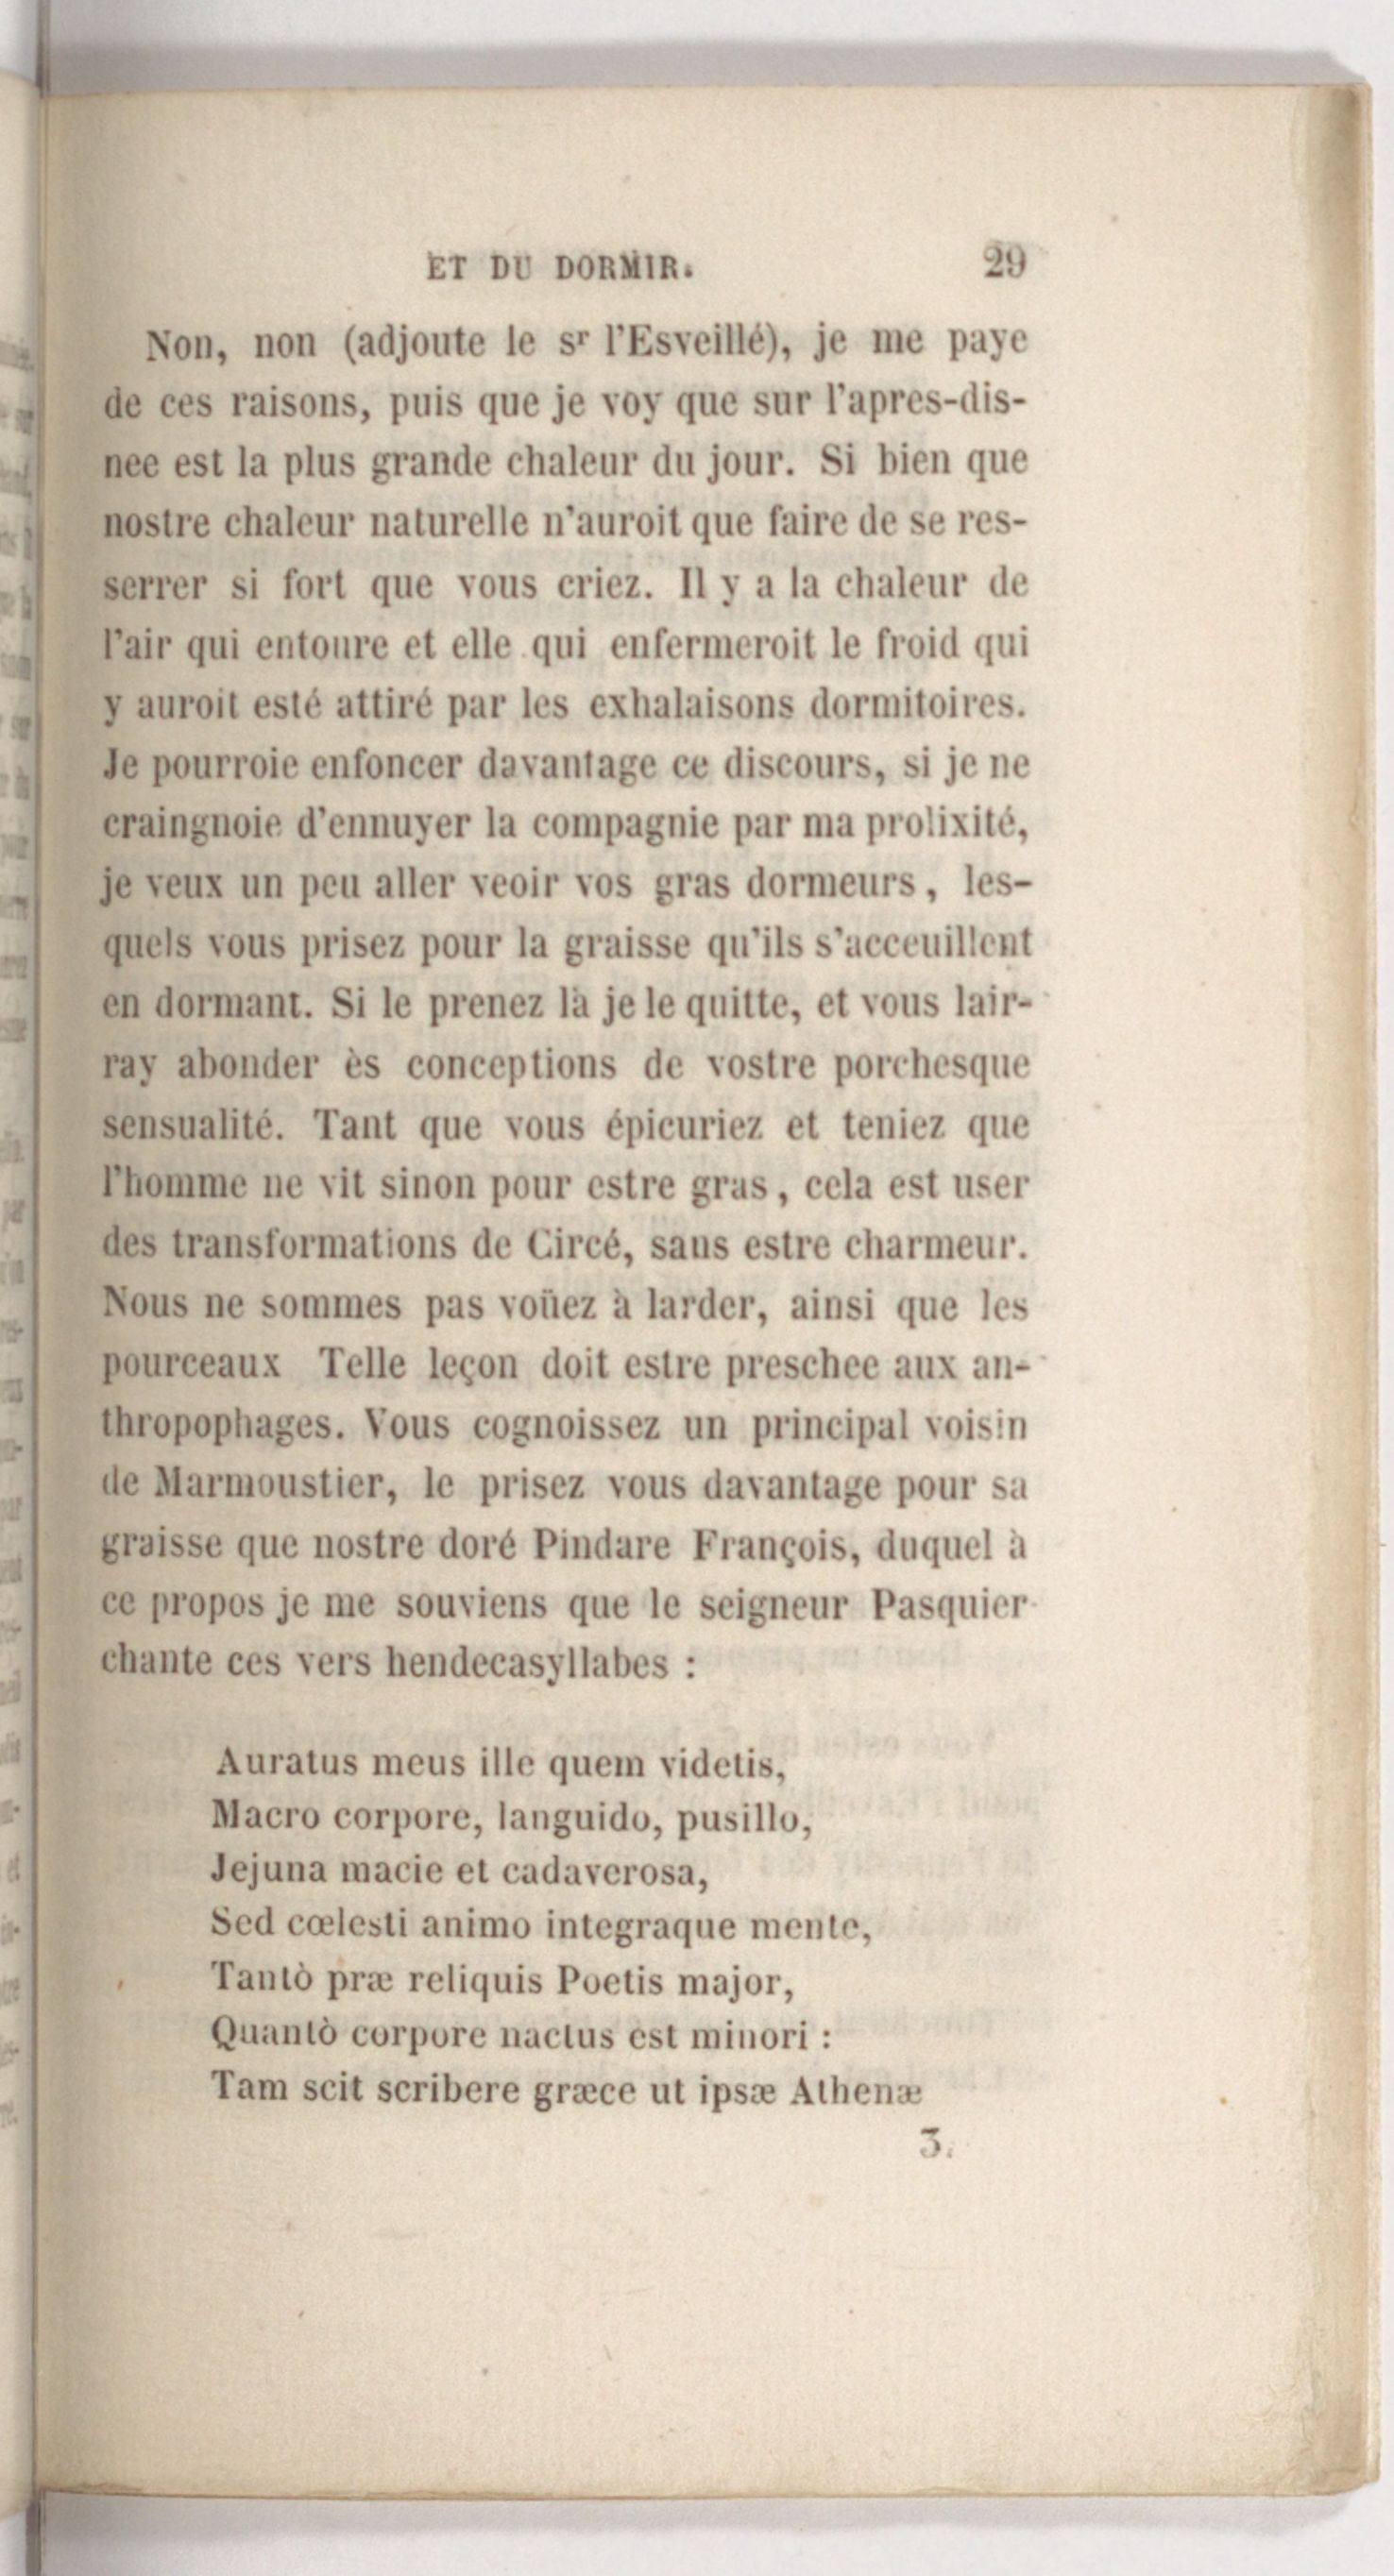 ET DU DORMIR. 29
Non, non (adjoute le sr l'Esveillé), je me paye
de ces raisons, puis que je voy que sur l'apres-dis-
nee est la plus grande chaleur du jour. Si bien que
nostre chaleur naturelle n'auroit que faire de se res-
serrer si fort que vous criez. Il y a la chaleur de
l'air qui entoure et elle qui enfermeroit le froid qui
y auroit esté attiré par les exhalaisons dormitoires.
Je pourroie enfoncer davantage ce discours, si je ne
craingnoie d'ennuyer la compagnie par ma prolixité,
je veux un peu aller veoir vos gras dormeurs, les-
quels vous prisez pour la graisse qu'ils s'acceuillent
en dormant. Si le prenez là je le quitte, et vous lair-
ray abonder ès conceptions de vostre porchesque
sensualité. Tant que vous épicuriez et teniez que
l'homme ne vit sinon pour estre gras, cela est user
des transformations de Circé, sans estre charmeur.
Nous ne sommes pas voüez à larder, ainsi que les
pourceaux Telle leçon doit estre preschee aux an-
thropophages. Vous cognoissez un principal voisin
de Marmoustier, le prisez vous davantage pour sa
graisse que nostre doré Pindare François, duquel à
ce propos je me souviens que le seigneur Pasquier
chante ces vers hendecasyllabes :
Auratus meus ille quem videtis,
Macro corpore, languido, pusillo,
Jejuna macie et cadaverosa,
Sed cœlesti animo integraque mente,
Tantò præ reliquis Poetis major,
Quantò corpore nactus est minori :
Tam scit scribere græce ut ipsæ Athenæ
3.